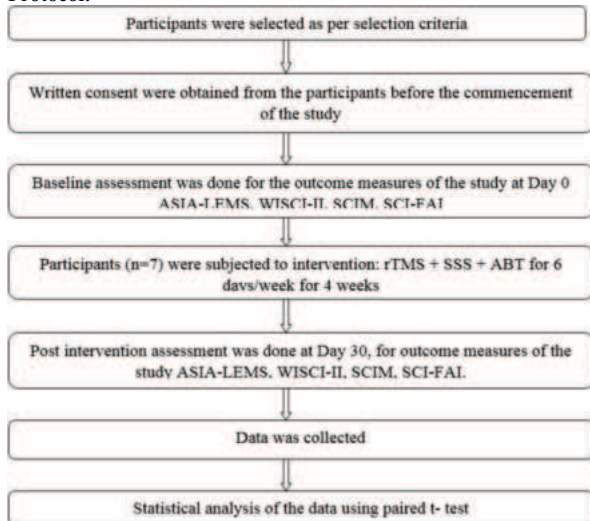 Protocol:
Participants were selected as per selection criteria
Written consent were obtained from the participants before the commencement
of the study
Baseline assessment was done for the outcome measures of the study at Day 0
ASIA-LEMS, WISCI-II, SCIM, SCI-FAI
Participants (n=7) were subjected to intervention: rTMS + SSS + ABT for 6
days/week for 4 weeks
Post intervention assessment was done at Day 30, for outcome measures of the
study ASIA-LEMS, WISCI-II, SCIM, SCI-FAI.
Data was collected
Statistical analysis of the data using paired t- test